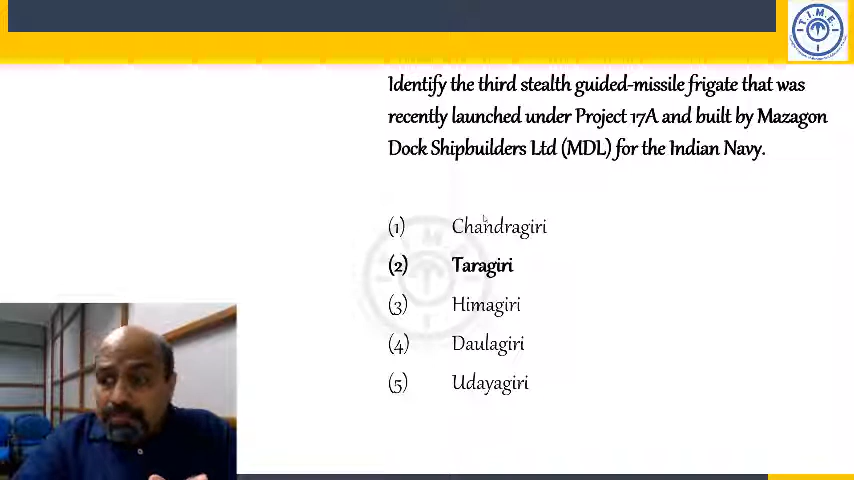 T.I.M.E.
Identify the third stealth guided-missile frigate that was
recently launched under Project 17A and built by Mazagon
Dock Shipbuilders Ltd (MDL) for the Indian Navy.
(1) Chandragiri
(2) Taragiri
(3) Himagiri
(4) Daulagiri
(5) Udayagiri